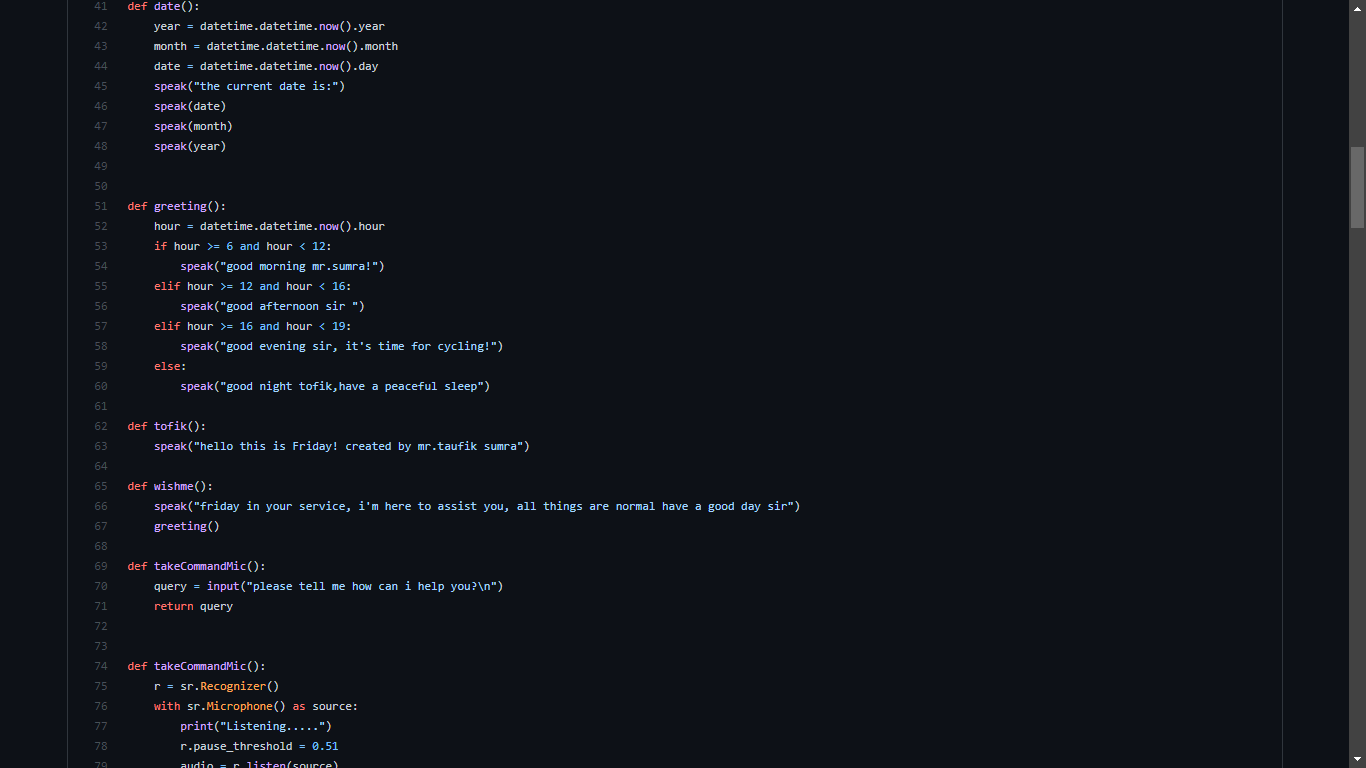 41 def date():
42     year = datetime.datetime.now().year
43     month = datetime.datetime.now().month
44     date = datetime.datetime.now().day
45     speak("the current date is:")
46     speak(date)
47     speak(month)
48     speak(year)
49
50
51 def greeting():
52     hour = datetime.datetime.now().hour
53     if hour >= 6 and hour < 12:
54         speak("good morning mr.sumra!")
55     elif hour >= 12 and hour < 16:
56         speak("good afternoon sir ")
57     elif hour >= 16 and hour < 19:
58         speak("good evening sir, it's time for cycling!")
59     else:
60         speak("good night tofik,have a peaceful sleep")
61
62 def tofik():
63     speak("hello this is Friday! created by mr.taufik sumra")
64
65 def wishme():
66     speak("friday in your service, i'm here to assist you, all things are normal have a good day sir")
67     greeting()
68
69 def takeCommandMic():
70     query = input("please tell me how can i help you?\n")
71     return query
72
73
74 def takeCommandMic():
75     r = sr.Recognizer()
76     with sr.Microphone() as source:
77         print("Listening.....")
78         r.pause_threshold = 0.51
79         audio = r.listen(source)